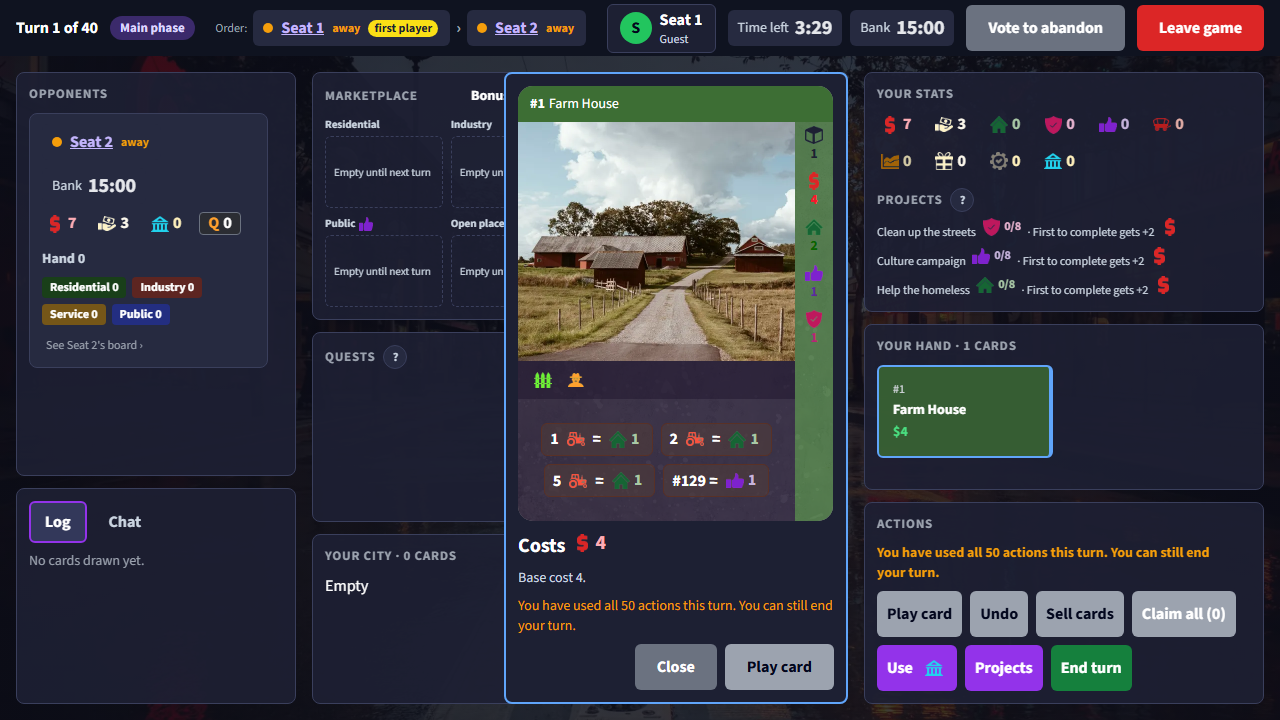 Turn 1 of 40
Main phase
Order:
Seat 1 away first player › Seat 2 away
S
Seat 1
Guest
Time left 3:29
Bank 15:00
Vote to abandon
Leave game
OPPONENTS
Seat 2 away
Bank 15:00
7 3 0 Q 0
Hand 0
Residential 0 Industry 0
Service 0 Public 0
See Seat 2's board ›
Log Chat
No cards drawn yet.
MARKETPLACE
Bonu
Residential Industry
Empty until next turn Empty un
Public Open place
Empty until next turn Empty un
QUESTS ?
YOUR CITY · 0 CARDS
Empty
#1 Farm House
1
4
2
1
1
1 = 1 2 = 1
5 = 1 #129 = 1
Costs $ 4
Base cost 4.
You have used all 50 actions this turn. You can still end
your turn.
Close Play card
YOUR STATS
$ 7 3 0 0 0 0
0 0 0 0
PROJECTS ?
Clean up the streets 0/8 · First to complete gets +2 $
Culture campaign 0/8 · First to complete gets +2 $
Help the homeless 0/8 · First to complete gets +2 $
YOUR HAND · 1 CARDS
#1
Farm House
$4
ACTIONS
You have used all 50 actions this turn. You can still end
your turn.
Play card Undo Sell cards Claim all (0)
Use Projects End turn